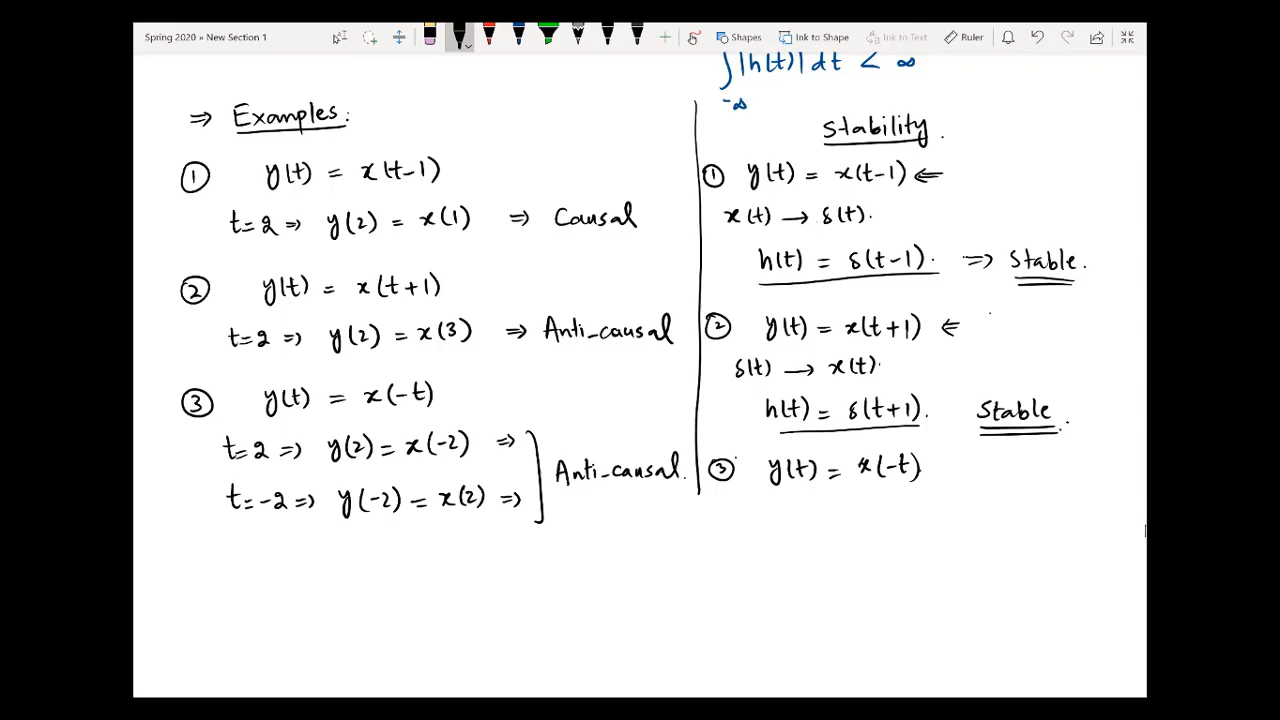 Spring 2020 » New Section 1
Shapes
Ink to Shape
Ink to Text
Ruler
⇒ Examples:
① y(t) = x(t-1)
t=2 ⇒ y(2) = x(1) ⇒ Causal
② y(t) = x(t+1)
t=2 ⇒ y(2) = x(3) ⇒ Anti-causal
③ y(t) = x(-t)
t=2 ⇒ y(2) = x(-2) ⇒
t=-2 ⇒ y(-2) = x(2) ⇒
Anti-causal.
∫|h(t)|dt < ∞
-∞
Stability.
① y(t) = x(t-1) ⇐
x(t) → δ(t).
h(t) = δ(t-1). ⇒ Stable.
② y(t) = x(t+1) ⇐
δ(t) → x(t).
h(t) = δ(t+1). Stable.
③ y(t) = x(-t)